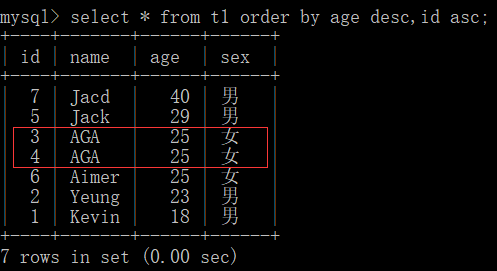 mysql> select * from t1 order by age desc,id asc;
+----+-------+------+------+
| id | name  | age  | sex  |
+----+-------+------+------+
|  7 | Jacd  |   40 | 男   |
|  5 | Jack  |   29 | 男   |
|  3 | AGA   |   25 | 女   |
|  4 | AGA   |   25 | 女   |
|  6 | Aimer |   25 | 女   |
|  2 | Yeung |   23 | 男   |
|  1 | Kevin |   18 | 男   |
+----+-------+------+------+
7 rows in set (0.00 sec)